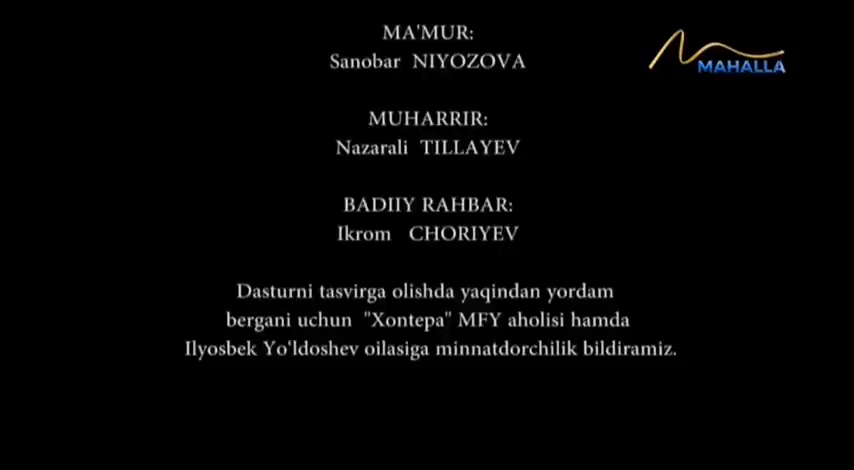 MA'MUR:
Sanobar NIYOZOVA
MAHALLA
MUHARRIR:
Nazarali TILLAYEV
BADIIY RAHBAR:
Ikrom CHORIYEV
Dasturni tasvirga olishda yaqindan yordam
bergani uchun "Xontepa" MFY aholisi hamda
Ilyosbek Yo'ldoshev oilasiga minnatdorchilik bildiramiz.